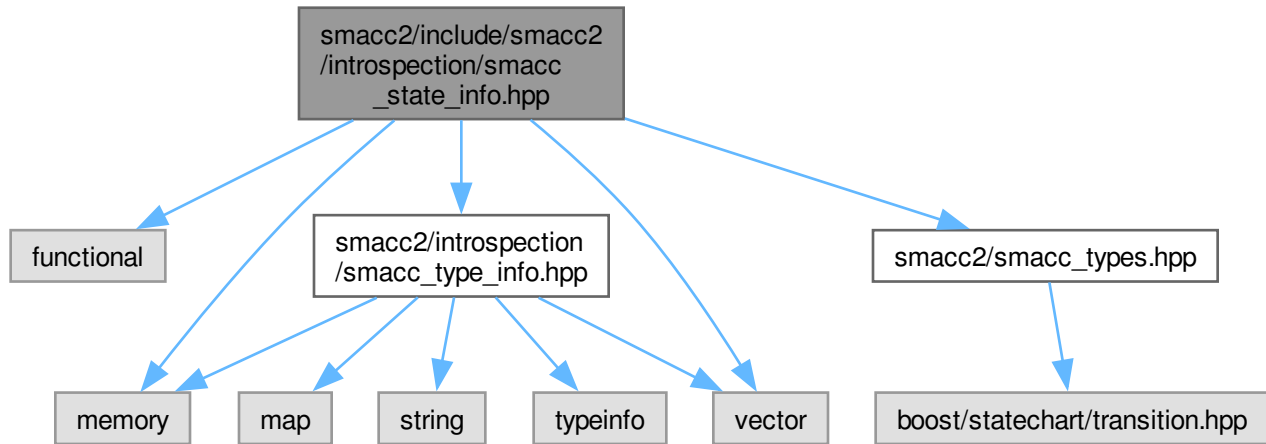 smacc2/include/smacc2
/introspection/smacc
_state_info.hpp
functional
smacc2/introspection
/smacc_type_info.hpp
smacc2/smacc_types.hpp
memory
map
string
typeinfo
vector
boost/statechart/transition.hpp